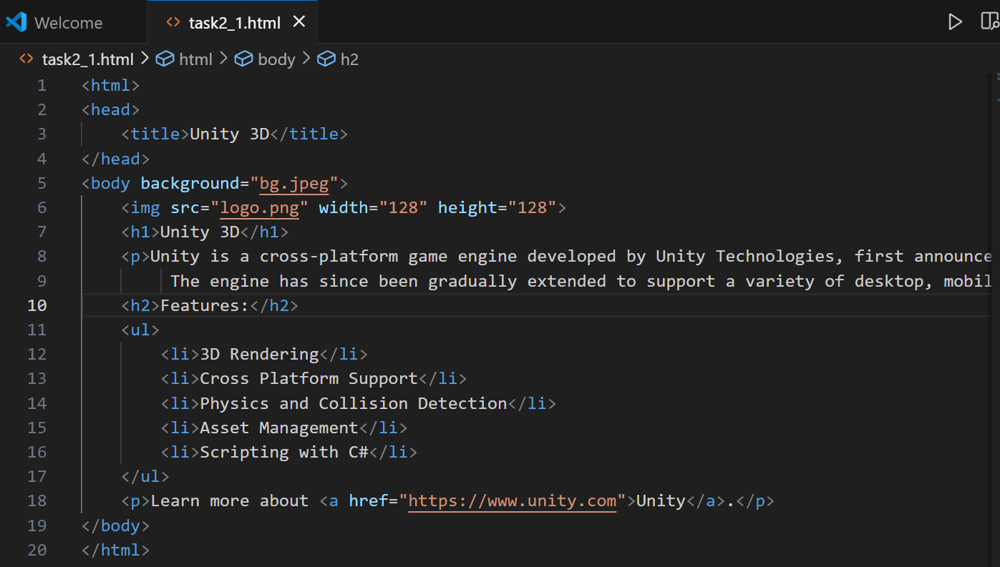 Welcome
task2_1.html
task2_1.html > html > body > h2
1 <html>
2 <head>
3 <title>Unity 3D</title>
4 </head>
5 <body background="bg.jpeg">
6 <img src="logo.png" width="128" height="128">
7 <h1>Unity 3D</h1>
8 <p>Unity is a cross-platform game engine developed by Unity Technologies, first announce
9 The engine has since been gradually extended to support a variety of desktop, mobil
10 <h2>Features:</h2>
11 <ul>
12 <li>3D Rendering</li>
13 <li>Cross Platform Support</li>
14 <li>Physics and Collision Detection</li>
15 <li>Asset Management</li>
16 <li>Scripting with C#</li>
17 </ul>
18 <p>Learn more about <a href="https://www.unity.com">Unity</a>.</p>
19 </body>
20 </html>